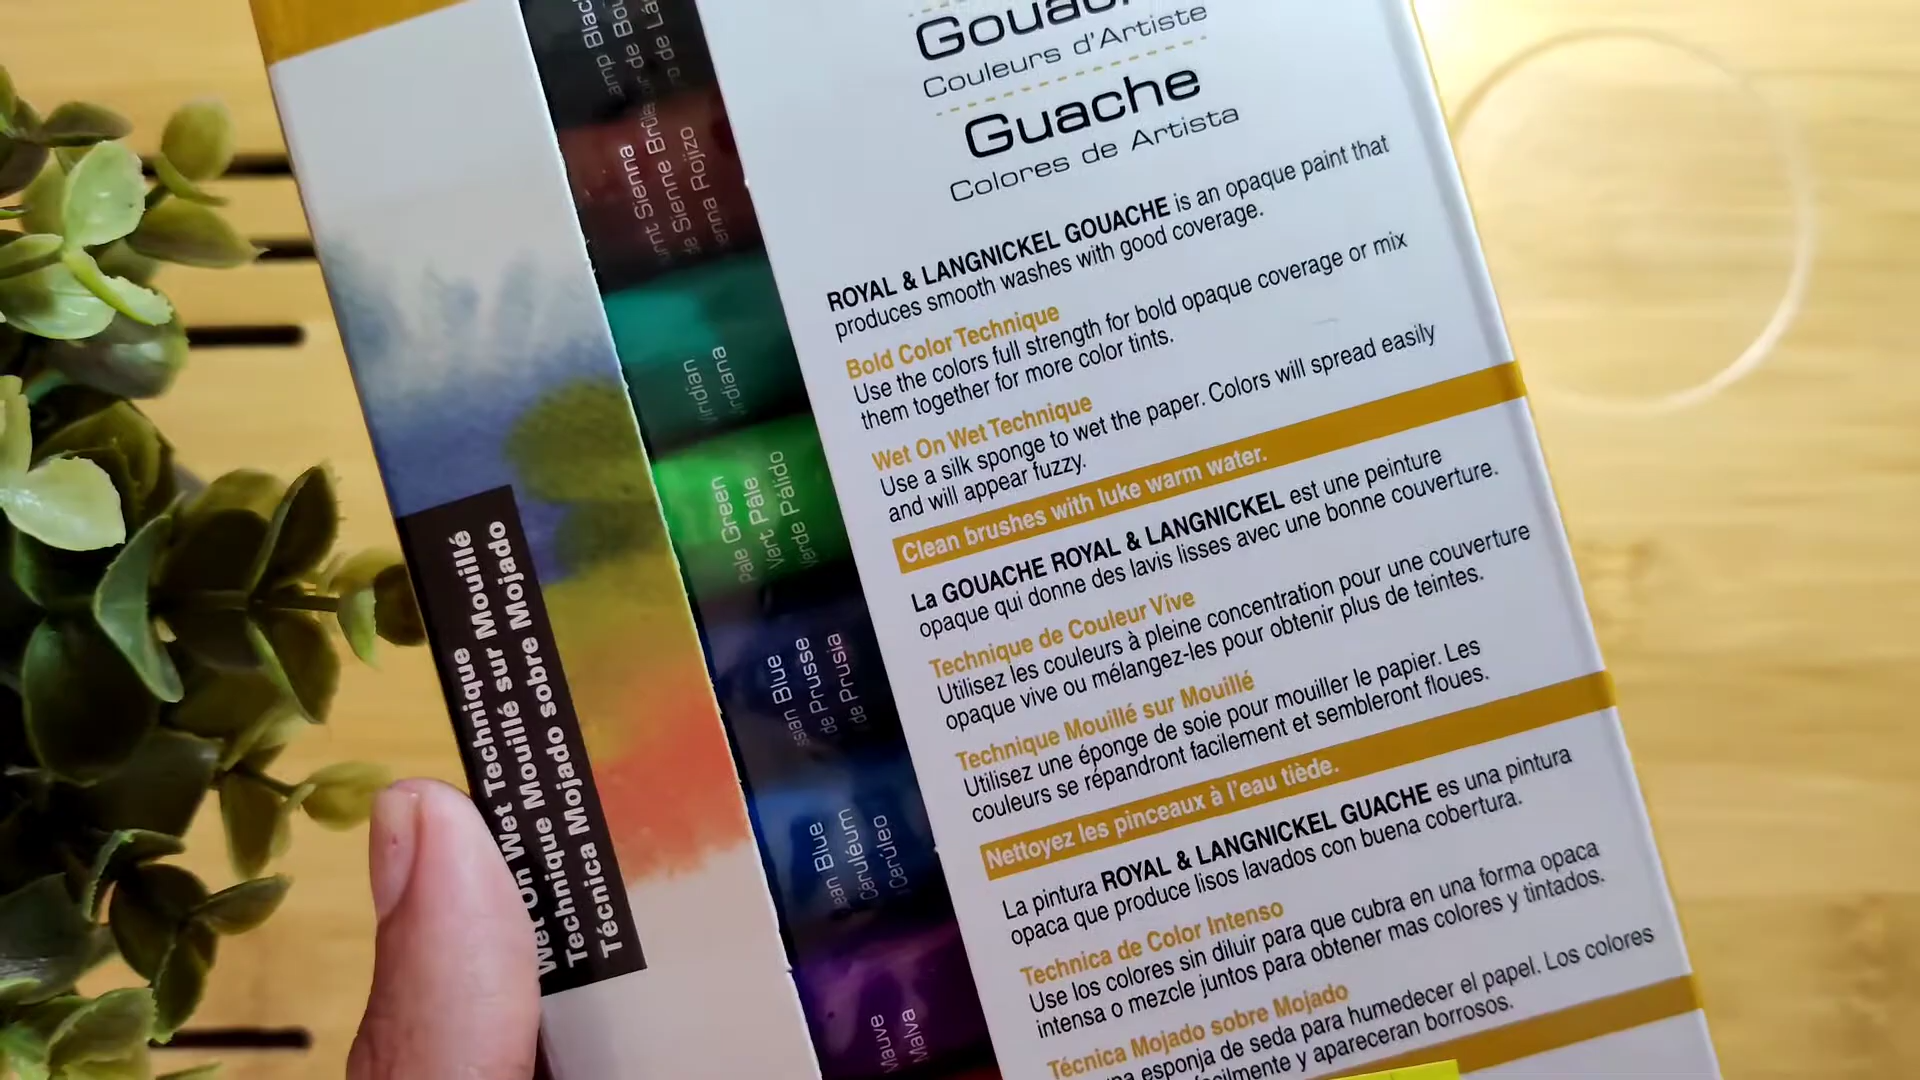 Couleurs d'Artiste
Guache
Colores de Artista
ROYAL & LANGNICKEL GOUACHE is an opaque paint that
produces smooth washes with good coverage.
Bold Color Technique
Use the colors full strength for bold opaque coverage or mix
them together for more color tints.
Wet On Wet Technique
Use a silk sponge to wet the paper. Colors will spread easily
and will appear fuzzy.
Clean brushes with luke warm water.
La GOUACHE ROYAL & LANGNICKEL est une peinture
opaque qui donne des lavis lisses avec une bonne couverture.
Technique de Couleur Vive
Utilisez les couleurs à pleine concentration pour une couverture
opaque vive ou mélangez-les pour obtenir plus de teintes.
Technique Mouillé sur Mouillé
Utilisez une éponge de soie pour mouiller le papier. Les
couleurs se répandront facilement et sembleront floues.
Nettoyez les pinceaux à l'eau tiède.
La pintura ROYAL & LANGNICKEL GUACHE es una pintura
opaca que produce lisos lavados con buena cobertura.
Technica de Color Intenso
Use los colores sin diluir para que cubra en una forma opaca
intensa o mezcle juntos para obtener mas colores y tintados.
Técnica Mojado sobre Mojado
esponja de seda para humedecer el papel. Los colores
y apareceran borrosos.
Wet On Wet Technique
Technique Mouillé sur Mouillé
Técnica Mojado sobre Mojado
de
de
Sienna
de Sienne
Rojizo
Viridian
Pale Green
Vert Pâle
Verde Pálido
Blue
de Prusse
de Prusia
Blue
Céruleum
Cerúleo
Mauve
Malva